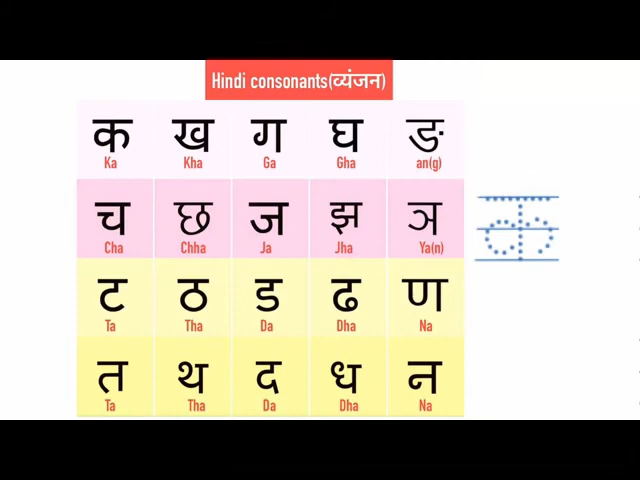 Hindi consonants(व्यंजन)
क ख ग घ ङ
Ka Kha Ga Gha an(g)
च छ ज झ ञ
Cha Chha Ja Jha Ya(n)
ट ठ ड ढ ण
Ta Tha Da Dha Na
त थ द ध न
Ta Tha Da Dha Na
क